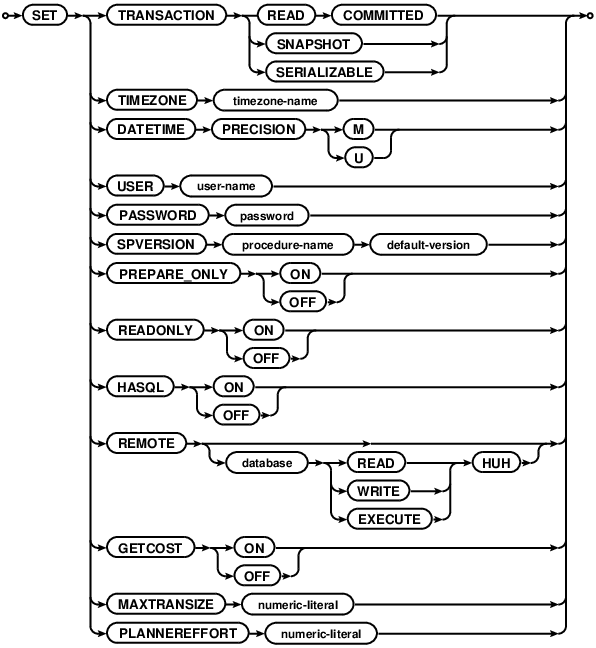 SET TRANSACTION READ COMMITTED
SNAPSHOT
SERIALIZABLE
TIMEZONE timezone-name
DATETIME PRECISION M
U
USER user-name
PASSWORD password
SPVERSION procedure-name default-version
PREPARE_ONLY ON
OFF
READONLY ON
OFF
HASQL ON
OFF
REMOTE
database READ HUH
WRITE
EXECUTE
GETCOST ON
OFF
MAXTRANSIZE numeric-literal
PLANNEREFFORT numeric-literal